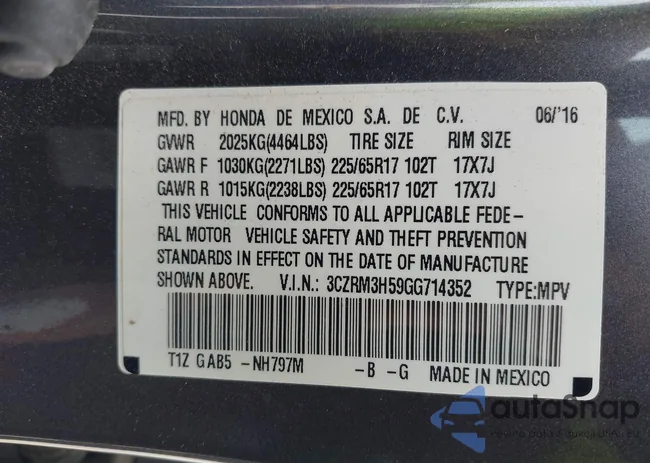 MFD. BY HONDA DE MEXICO S.A. DE C.V. 06/'16
GVWR 2025KG(4464LBS) TIRE SIZE RIM SIZE
GAWR F 1030KG(2271LBS) 225/65R17 102T 17X7J
GAWR R 1015KG(2238LBS) 225/65R17 102T 17X7J
THIS VEHICLE CONFORMS TO ALL APPLICABLE FEDE-
RAL MOTOR VEHICLE SAFETY AND THEFT PREVENTION
STANDARDS IN EFFECT ON THE DATE OF MANUFACTURE
SHOWN ABOVE. V.I.N.: 3CZRM3H59GG714352 TYPE:MPV
T1Z GAB5 -NH797M -B -G MADE IN MEXICO
autoSnap